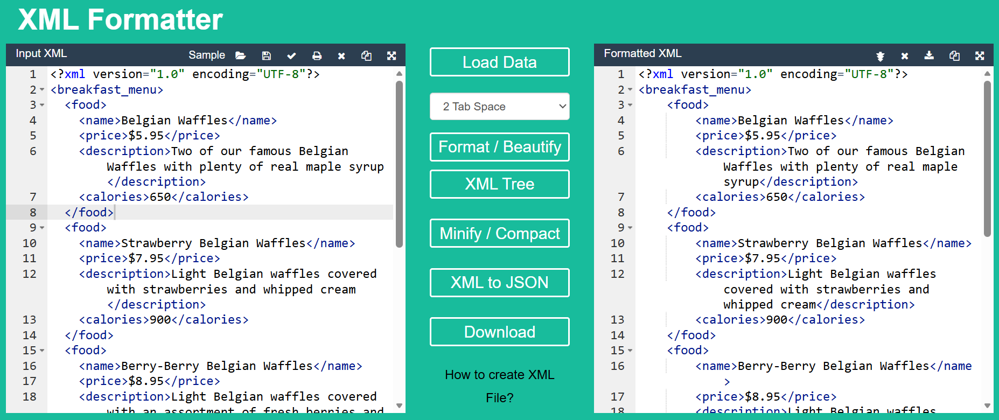 XML Formatter
Input XML
Sample
1 <?xml version="1.0" encoding="UTF-8"?>
2 <breakfast_menu>
3 <food>
4 <name>Belgian Waffles</name>
5 <price>$5.95</price>
6 <description>Two of our famous Belgian
Waffles with plenty of real maple syrup
</description>
7 <calories>650</calories>
8 </food>
9 <food>
10 <name>Strawberry Belgian Waffles</name>
11 <price>$7.95</price>
12 <description>Light Belgian waffles covered
with strawberries and whipped cream
</description>
13 <calories>900</calories>
14 </food>
15 <food>
16 <name>Berry-Berry Belgian Waffles</name>
17 <price>$8.95</price>
18 <description>Light Belgian waffles covered
with an assortment of fresh berries and
Load Data
2 Tab Space
Format / Beautify
XML Tree
Minify / Compact
XML to JSON
Download
How to create XML
File?
Formatted XML
1 <?xml version="1.0" encoding="UTF-8"?>
2 <breakfast_menu>
3 <food>
4 <name>Belgian Waffles</name>
5 <price>$5.95</price>
6 <description>Two of our famous Belgian
Waffles with plenty of real maple
syrup</description>
7 <calories>650</calories>
8 </food>
9 <food>
10 <name>Strawberry Belgian Waffles</name>
11 <price>$7.95</price>
12 <description>Light Belgian waffles
covered with strawberries and
whipped cream</description>
13 <calories>900</calories>
14 </food>
15 <food>
16 <name>Berry-Berry Belgian Waffles</name
>
17 <price>$8.95</price>
18 <description>Light Belgian waffles